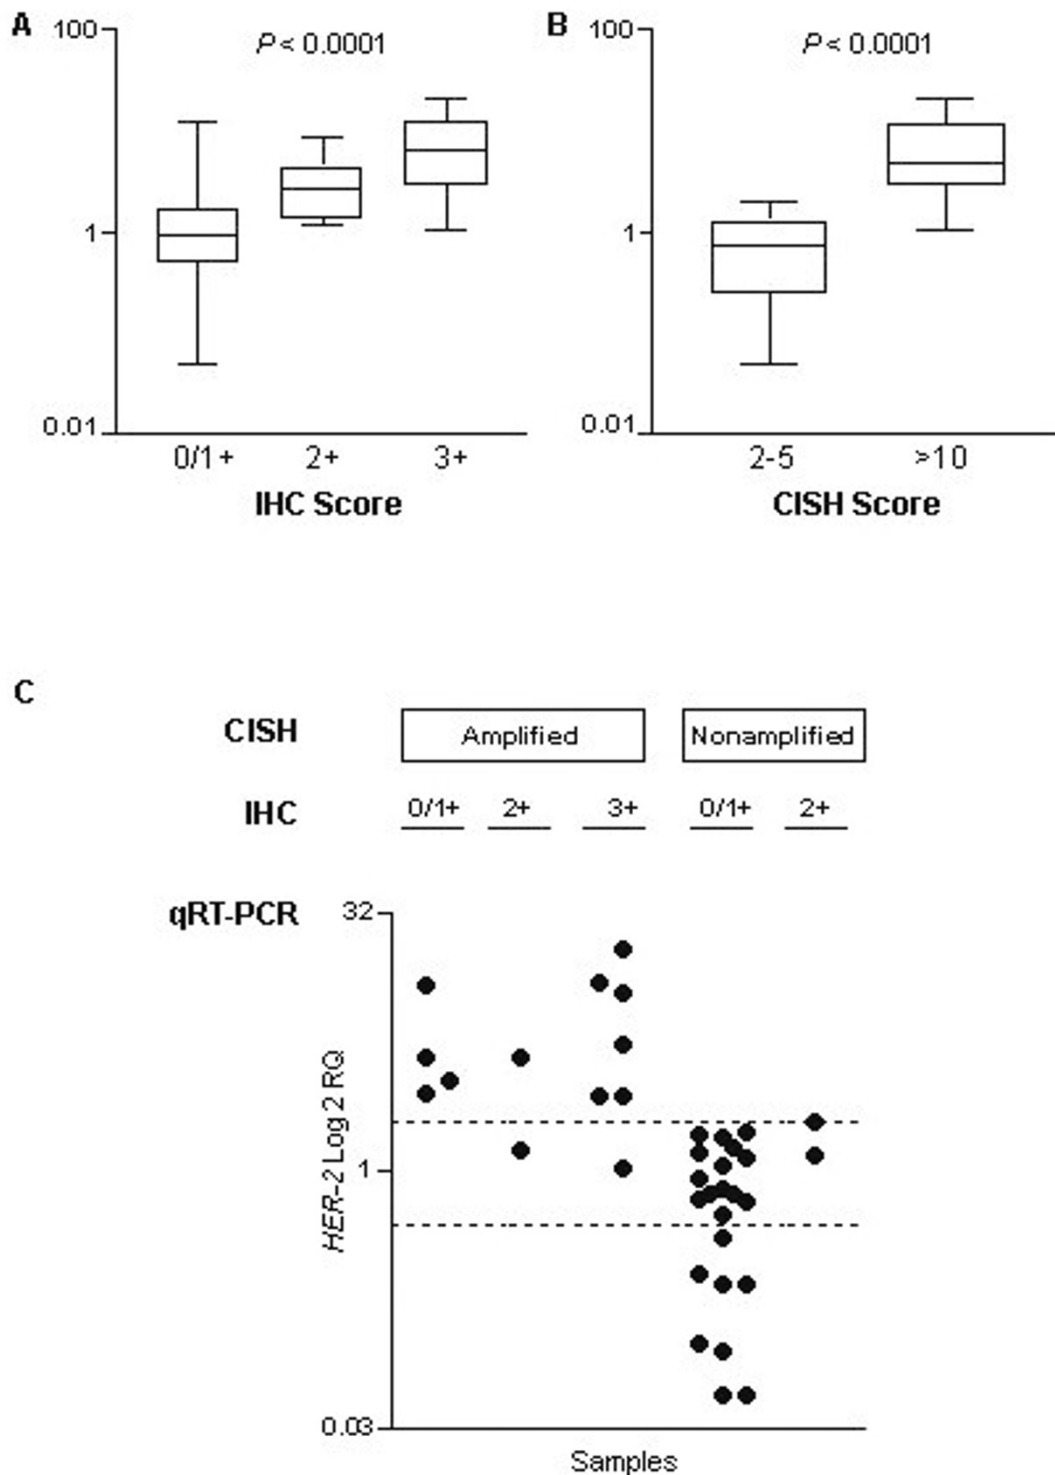 A
B
100
P < 0.0001
100
P < 0.0001
1
1
0.01
0.01
0/1+ 2+ 3+
2-5 >10
IHC Score
CISH Score
C
CISH Amplified Nonamplified
IHC 0/1+ 2+ 3+ 0/1+ 2+
qRT-PCR 32
HER-2 Log 2 RQ
1
0.03
Samples